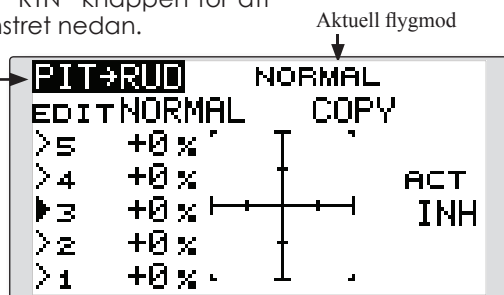 "RTN" knappen för att
nstret nedan.
Aktuell flygmod
PIT→RUD NORMAL
EDIT NORMAL COPY
>5 +0%
>4 +0% ACT
▶3 +0% INH
>2 +0%
>1 +0%